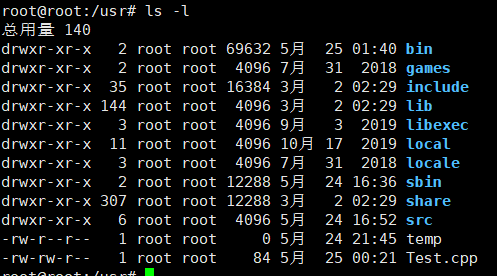 root@root:/usr# ls -l
总用量 140
drwxr-xr-x   2 root root 69632 5月  25 01:40 bin
drwxr-xr-x   2 root root  4096 7月  31  2018 games
drwxr-xr-x  35 root root 16384 3月   2 02:29 include
drwxr-xr-x 144 root root  4096 3月   2 02:29 lib
drwxr-xr-x   3 root root  4096 9月   3  2019 libexec
drwxr-xr-x  11 root root  4096 10月 17  2019 local
drwxr-xr-x   3 root root  4096 7月  31  2018 locale
drwxr-xr-x   2 root root 12288 5月  24 16:36 sbin
drwxr-xr-x 307 root root 12288 3月   2 02:29 share
drwxr-xr-x   6 root root  4096 5月  24 16:52 src
-rw-r--r--   1 root root     0 5月  24 21:45 temp
-rw-rw-r--   1 root root    84 5月  25 00:21 Test.cpp
root@root:/usr#